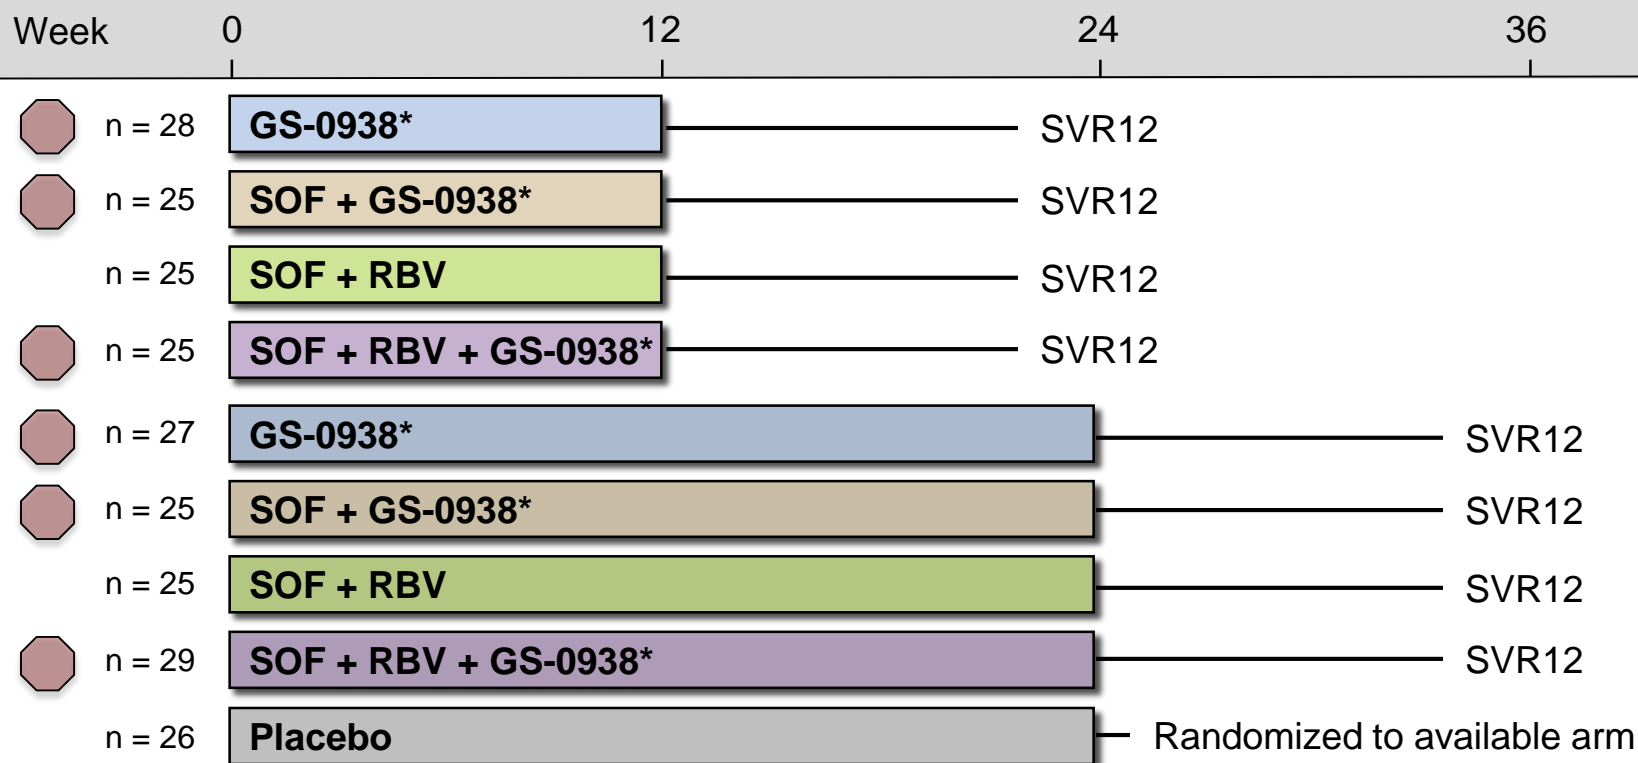 Week 0 12 24 36
n = 28 GS-0938* SVR12
n = 25 SOF + GS-0938* SVR12
n = 25 SOF + RBV SVR12
n = 25 SOF + RBV + GS-0938* SVR12
n = 27 GS-0938* SVR12
n = 25 SOF + GS-0938* SVR12
n = 25 SOF + RBV SVR12
n = 29 SOF + RBV + GS-0938* SVR12
n = 26 Placebo Randomized to available arm